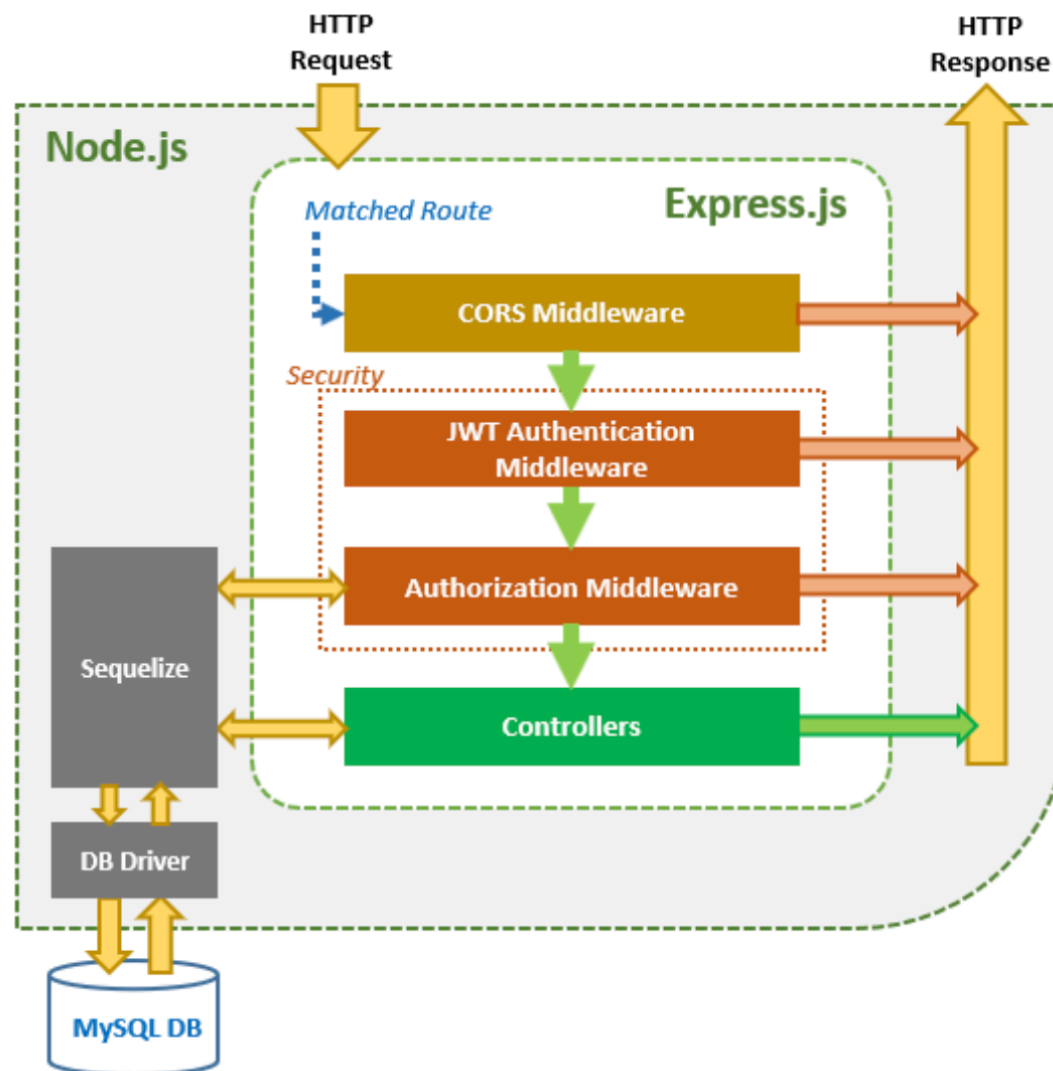 HTTP
Request
HTTP
Response
Node.js
Express.js
Matched Route
CORS Middleware
Security
JWT Authentication
Middleware
Authorization Middleware
Sequelize
Controllers
DB Driver
MySQL DB